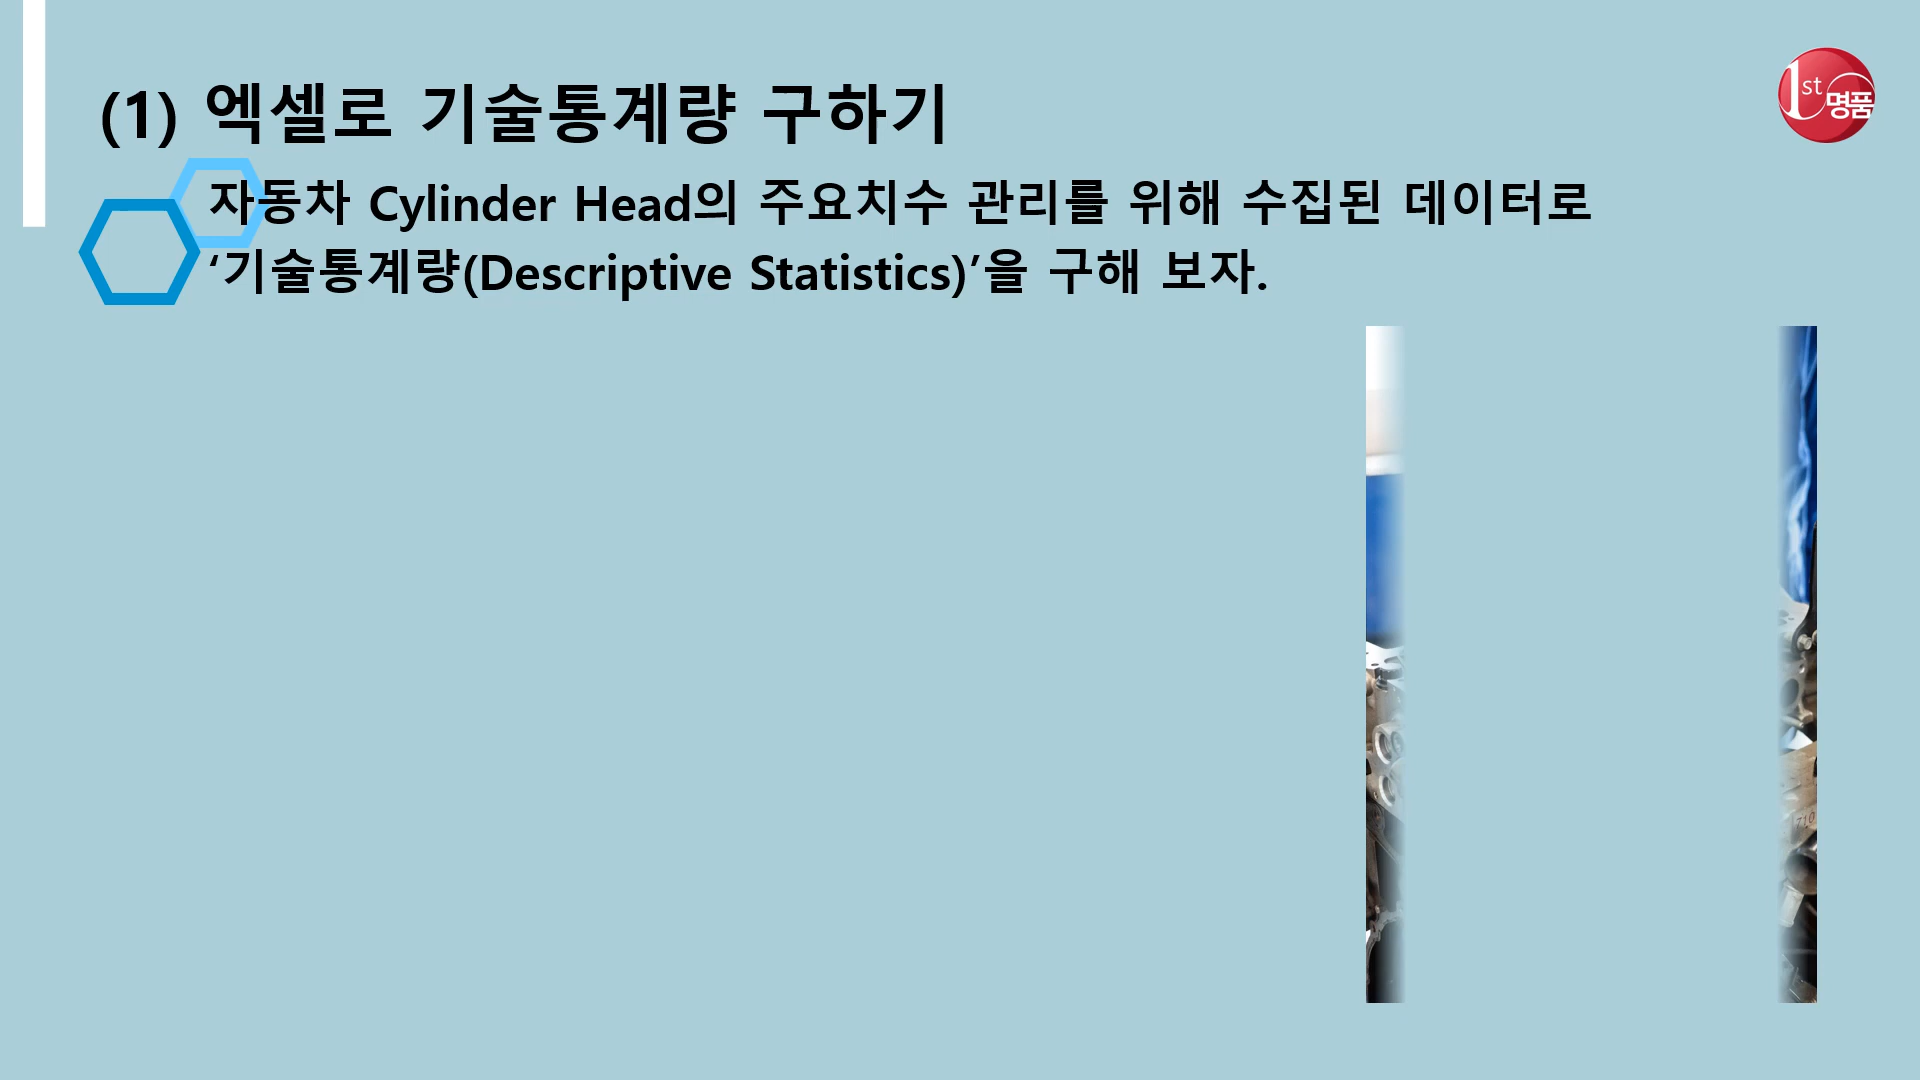 (1) 엑셀로 기술통계량 구하기
1st
명품
자동차 Cylinder Head의 주요치수 관리를 위해 수집된 데이터로
‘기술통계량(Descriptive Statistics)’을 구해 보자.